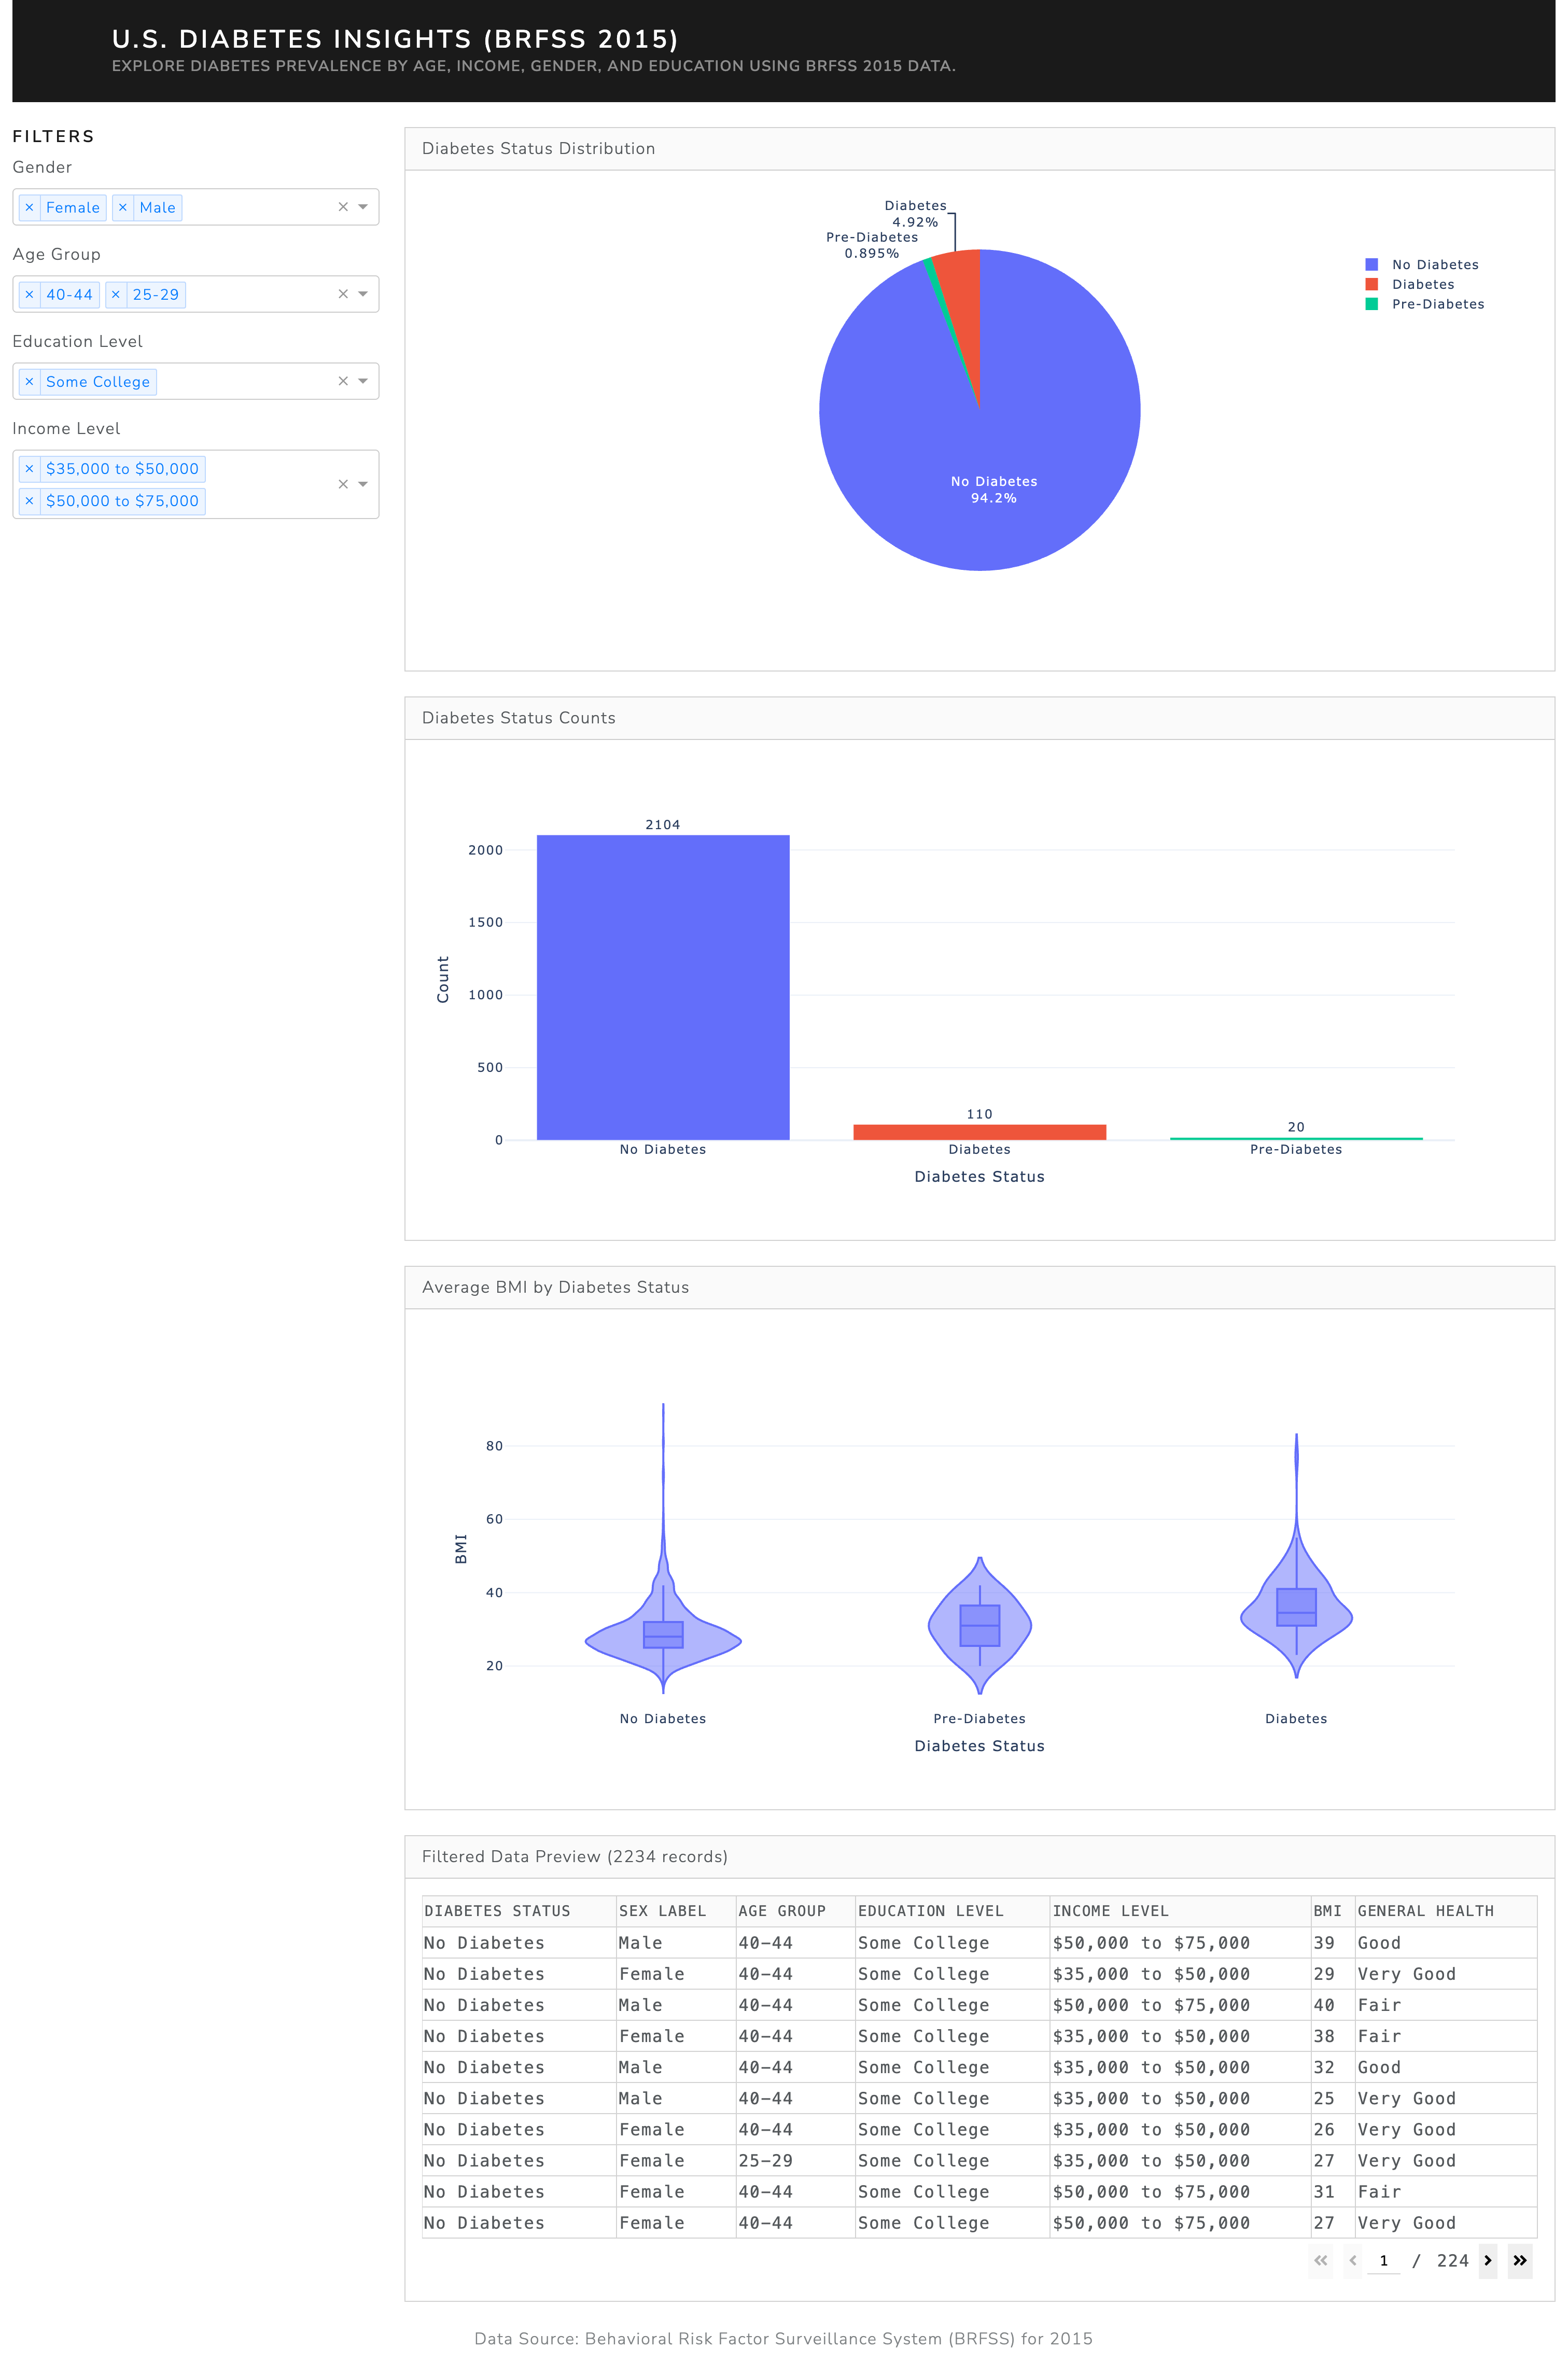 U.S. DIABETES INSIGHTS (BRFSS 2015)
EXPLORE DIABETES PREVALENCE BY AGE, INCOME, GENDER, AND EDUCATION USING BRFSS 2015 DATA.
FILTERS
Gender
× Female × Male
Age Group
× 40-44 × 25-29
Education Level
× Some College
Income Level
× $35,000 to $50,000
× $50,000 to $75,000
Diabetes Status Distribution
Diabetes
4.92%
Pre-Diabetes
0.895%
No Diabetes
94.2%
No Diabetes
Diabetes
Pre-Diabetes
Diabetes Status Counts
2104
110
20
2000
1500
1000
500
0
Count
No Diabetes Diabetes Pre-Diabetes
Diabetes Status
Average BMI by Diabetes Status
80
60
40
20
BMI
No Diabetes Pre-Diabetes Diabetes
Diabetes Status
Filtered Data Preview (2234 records)
DIABETES STATUS SEX LABEL AGE GROUP EDUCATION LEVEL INCOME LEVEL BMI GENERAL HEALTH
No Diabetes Male 40-44 Some College $50,000 to $75,000 39 Good
No Diabetes Female 40-44 Some College $35,000 to $50,000 29 Very Good
No Diabetes Male 40-44 Some College $50,000 to $75,000 40 Fair
No Diabetes Female 40-44 Some College $35,000 to $50,000 38 Fair
No Diabetes Male 40-44 Some College $35,000 to $50,000 32 Good
No Diabetes Male 40-44 Some College $35,000 to $50,000 25 Very Good
No Diabetes Female 40-44 Some College $35,000 to $50,000 26 Very Good
No Diabetes Female 25-29 Some College $35,000 to $50,000 27 Very Good
No Diabetes Female 40-44 Some College $50,000 to $75,000 31 Fair
No Diabetes Female 40-44 Some College $50,000 to $75,000 27 Very Good
1 / 224
Data Source: Behavioral Risk Factor Surveillance System (BRFSS) for 2015